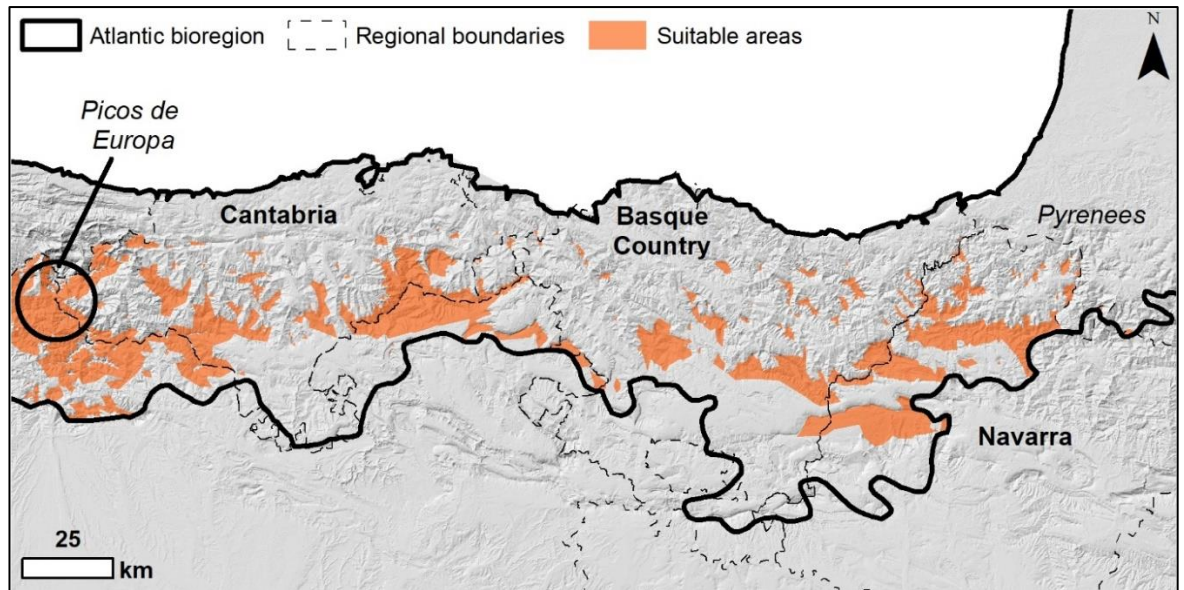 Atlantic bioregion Regional boundaries Suitable areas
N
Picos de
Europa
Cantabria
Basque
Country
Pyrenees
Navarra
25
km